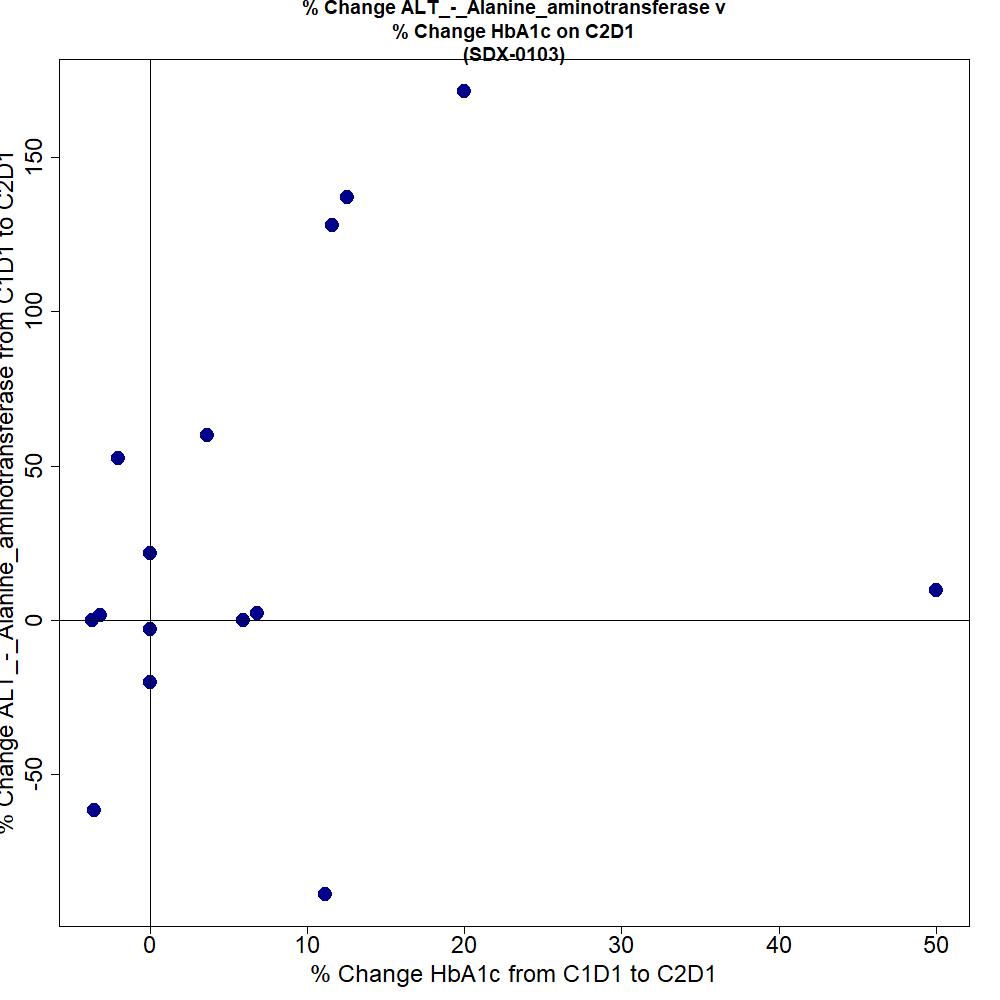 % Change ALT_-_Alanine_aminotransferase v
% Change HbA1c on C2D1
(SDX-0103)
% Change ALT_-_Alanine_aminotransferase from C1D1 to C2D1
150
100
50
0
-50
0 10 20 30 40 50
% Change HbA1c from C1D1 to C2D1